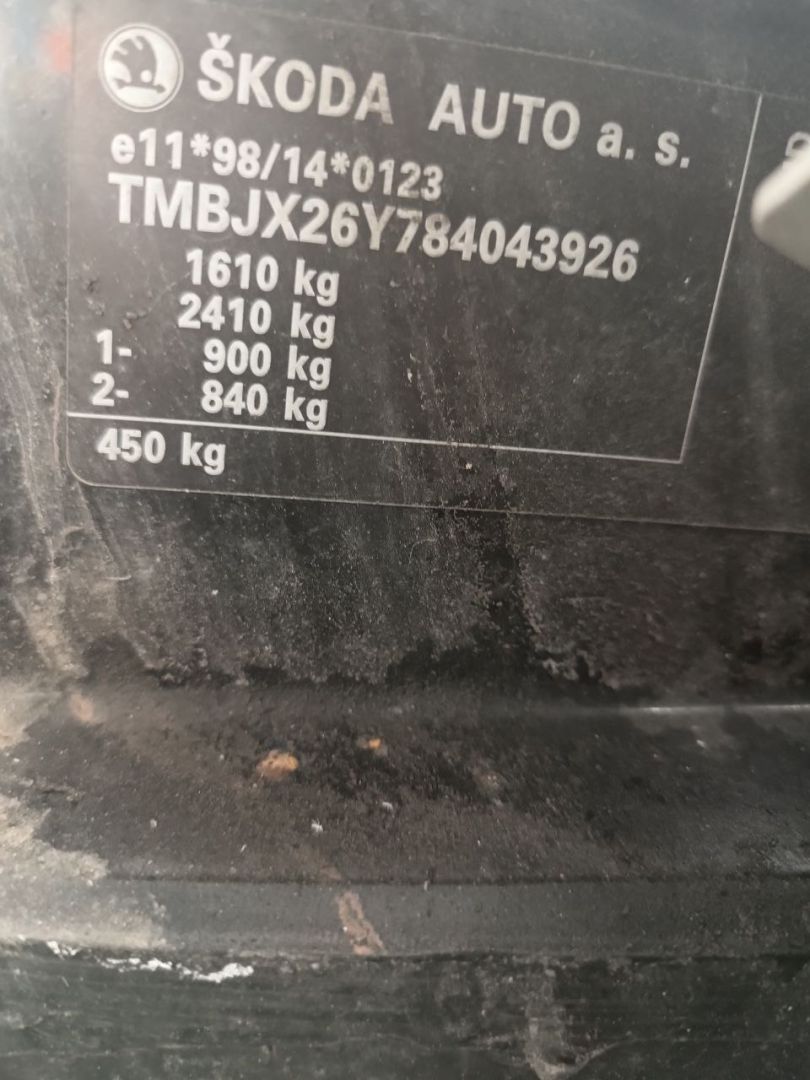 ŠKODA AUTO a. s.
e11*98/14*0123
TMBJX26Y784043926
1610 kg
2410 kg
1- 900 kg
2- 840 kg
450 kg